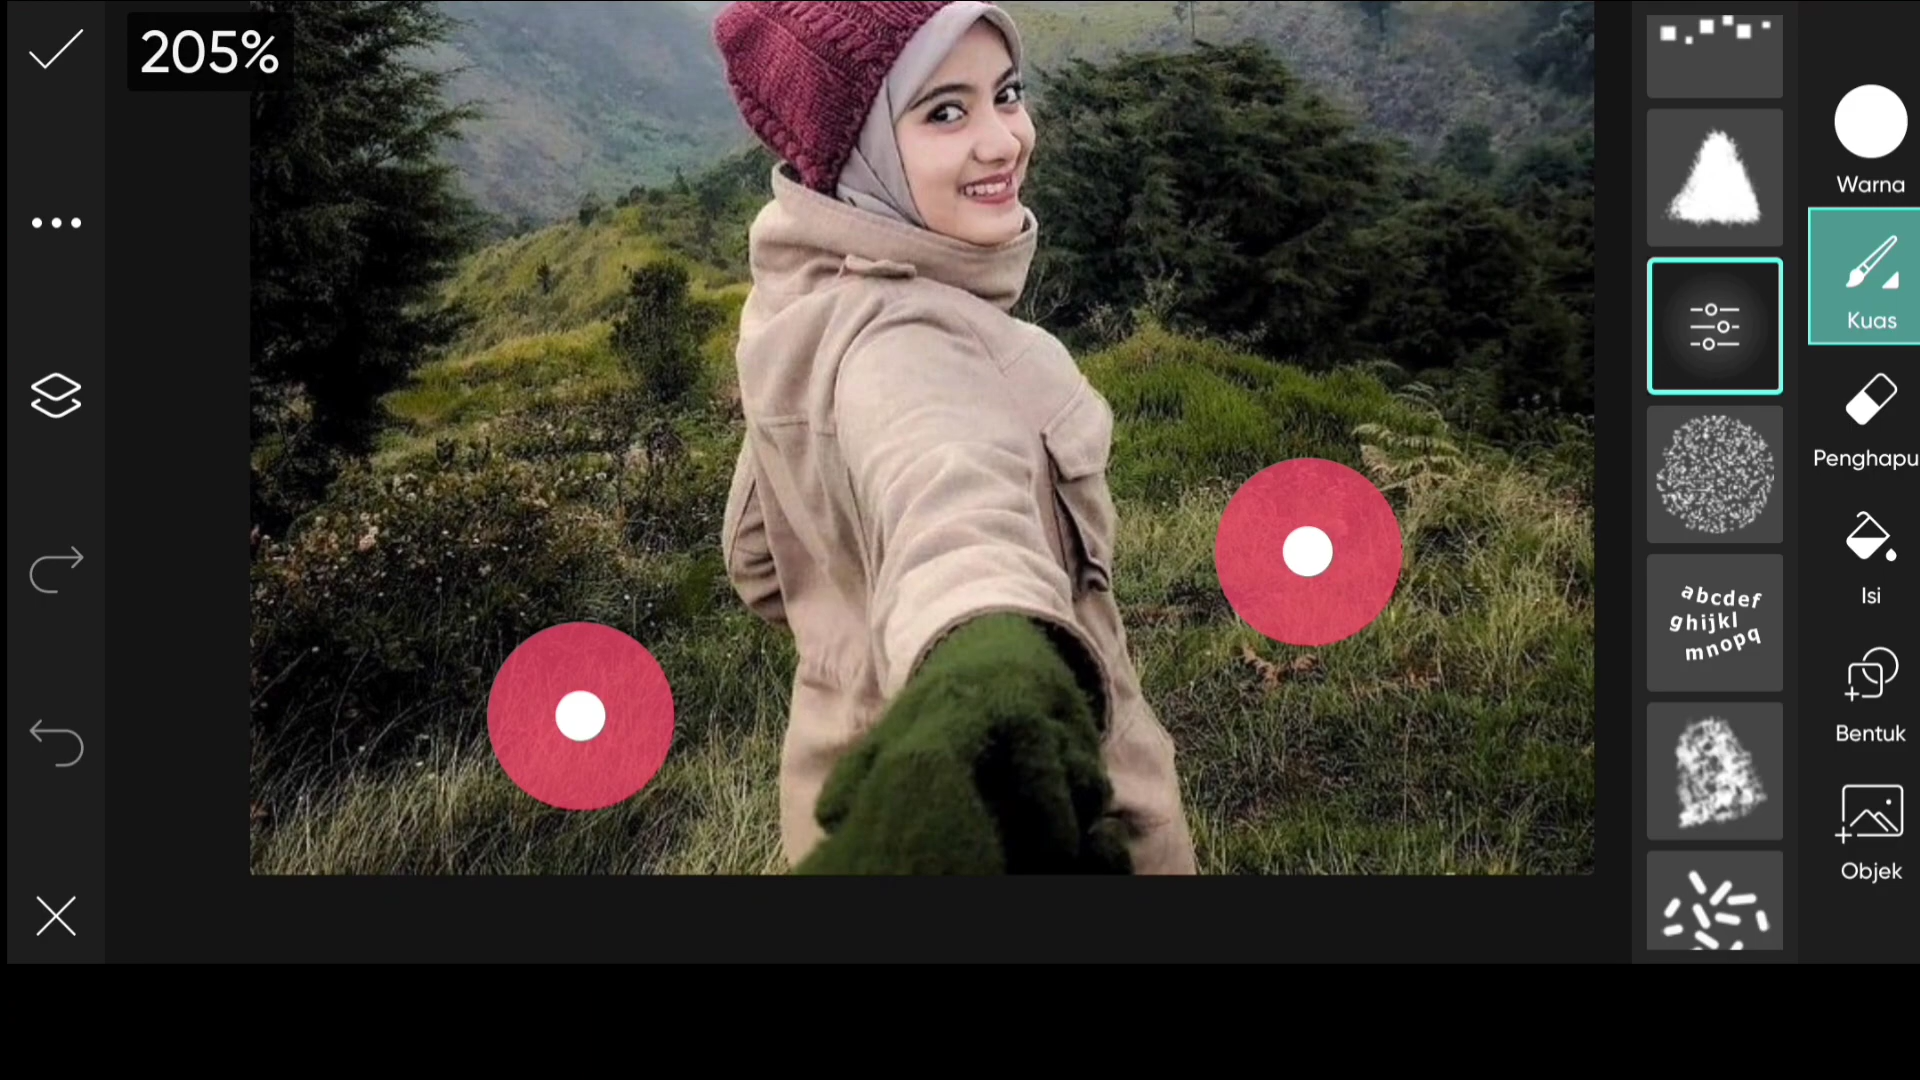 205%
Warna
Kuas
Penghapu
Isi
abcdef
ghijkl
mnopq
Bentuk
Objek